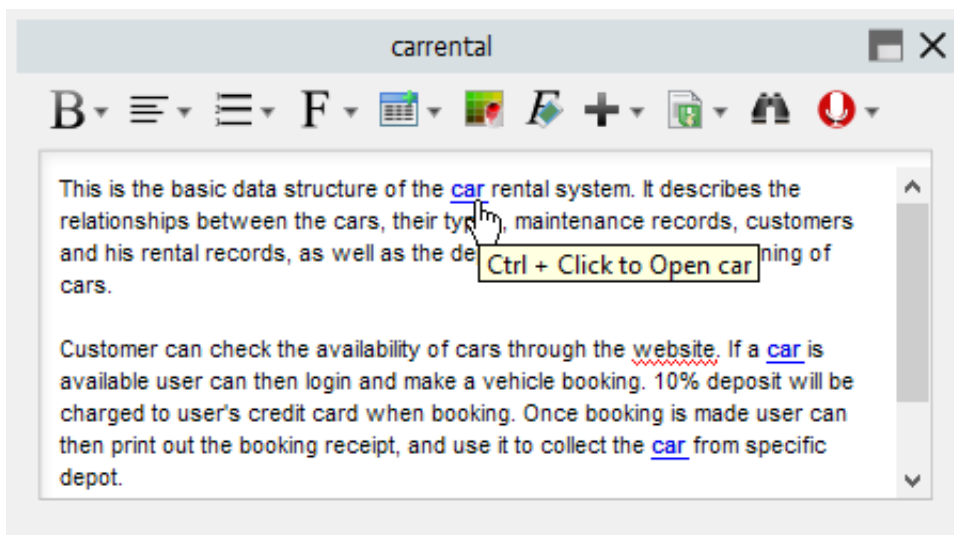 carrental
B F F
This is the basic data structure of the car rental system. It describes the
relationships between the cars, their ty , maintenance records, customers
and his rental records, as well as the de ning of
Ctrl + Click to Open car
cars.
Customer can check the availability of cars through the website. If a car is
available user can then login and make a vehicle booking. 10% deposit will be
charged to user's credit card when booking. Once booking is made user can
then print out the booking receipt, and use it to collect the car from specific
depot.